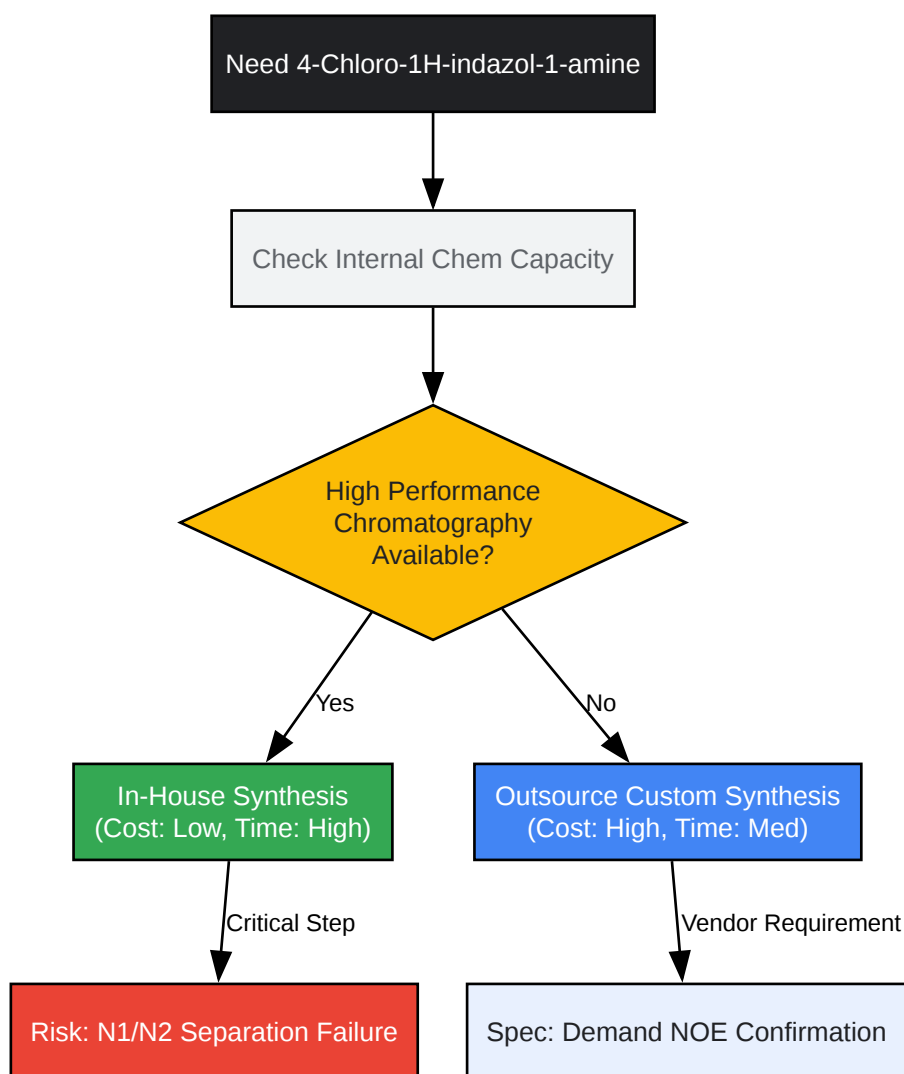 Need 4-Chloro-1H-indazol-1-amine
Check Internal Chem Capacity
High Performance
Chromatography
Available?
Yes
No
In-House Synthesis
(Cost: Low, Time: High)
Outsource Custom Synthesis
(Cost: High, Time: Med)
Critical Step
Vendor Requirement
Risk: N1/N2 Separation Failure
Spec: Demand NOE Confirmation